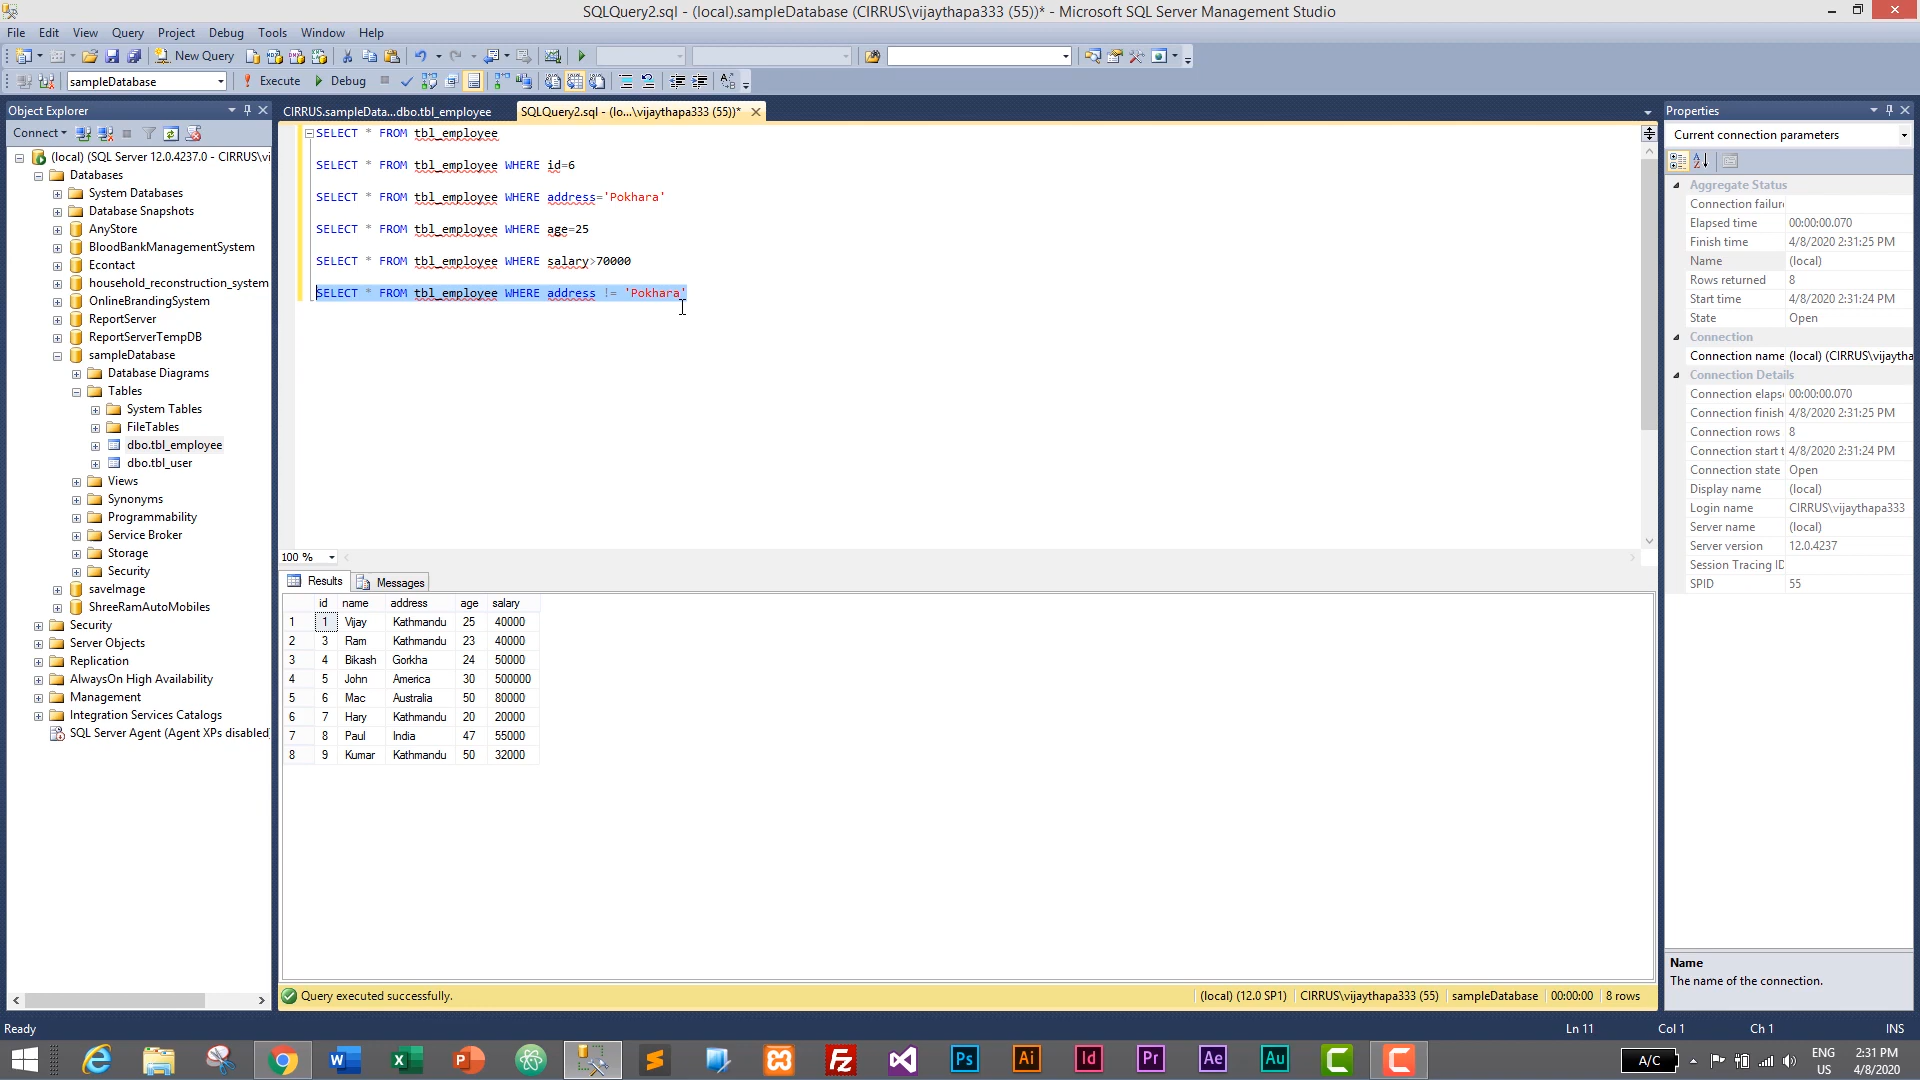 SQLQuery2.sql - (local).sampleDatabase (CIRRUS\vijaythapa333 (55))* - Microsoft SQL Server Management Studio
File Edit View Query Project Debug Tools Window Help
New Query
sampleDatabase Execute Debug
Object Explorer
Connect
(local) (SQL Server 12.0.4237.0 - CIRRUS\vi
Databases
System Databases
Database Snapshots
AnyStore
BloodBankManagementSystem
Econtact
household_reconstruction_system
OnlineBrandingSystem
ReportServer
ReportServerTempDB
sampleDatabase
Database Diagrams
Tables
System Tables
FileTables
dbo.tbl_employee
dbo.tbl_user
Views
Synonyms
Programmability
Service Broker
Storage
Security
saveImage
ShreeRamAutoMobiles
Security
Server Objects
Replication
AlwaysOn High Availability
Management
Integration Services Catalogs
SQL Server Agent (Agent XPs disabled)
CIRRUS.sampleData...dbo.tbl_employee SQLQuery2.sql - (lo...\vijaythapa333 (55))*
SELECT * FROM tbl_employee
SELECT * FROM tbl_employee WHERE id=6
SELECT * FROM tbl_employee WHERE address='Pokhara'
SELECT * FROM tbl_employee WHERE age=25
SELECT * FROM tbl_employee WHERE salary>70000
SELECT * FROM tbl_employee WHERE address != 'Pokhara'
100 %
Results Messages
id name address age salary
1 1 Vijay Kathmandu 25 40000
2 3 Ram Kathmandu 23 40000
3 4 Bikash Gorkha 24 50000
4 5 John America 30 500000
5 6 Mac Australia 50 80000
6 7 Hary Kathmandu 20 20000
7 8 Paul India 47 55000
8 9 Kumar Kathmandu 50 32000
Query executed successfully. (local) (12.0 SP1) CIRRUS\vijaythapa333 (55) sampleDatabase 00:00:00 8 rows
Properties
Current connection parameters
Aggregate Status
Connection failure
Elapsed time 00:00:00.070
Finish time 4/8/2020 2:31:25 PM
Name (local)
Rows returned 8
Start time 4/8/2020 2:31:24 PM
State Open
Connection
Connection name (local) (CIRRUS\vijaytha
Connection Details
Connection elaps 00:00:00.070
Connection finish 4/8/2020 2:31:25 PM
Connection rows 8
Connection start t 4/8/2020 2:31:24 PM
Connection state Open
Display name (local)
Login name CIRRUS\vijaythapa333
Server name (local)
Server version 12.0.4237
Session Tracing ID
SPID 55
Name
The name of the connection.
Ready Ln 11 Col 1 Ch 1 INS
Ps Ai Id Pr Ae Au
A/C
ENG
US
2:31 PM
4/8/2020